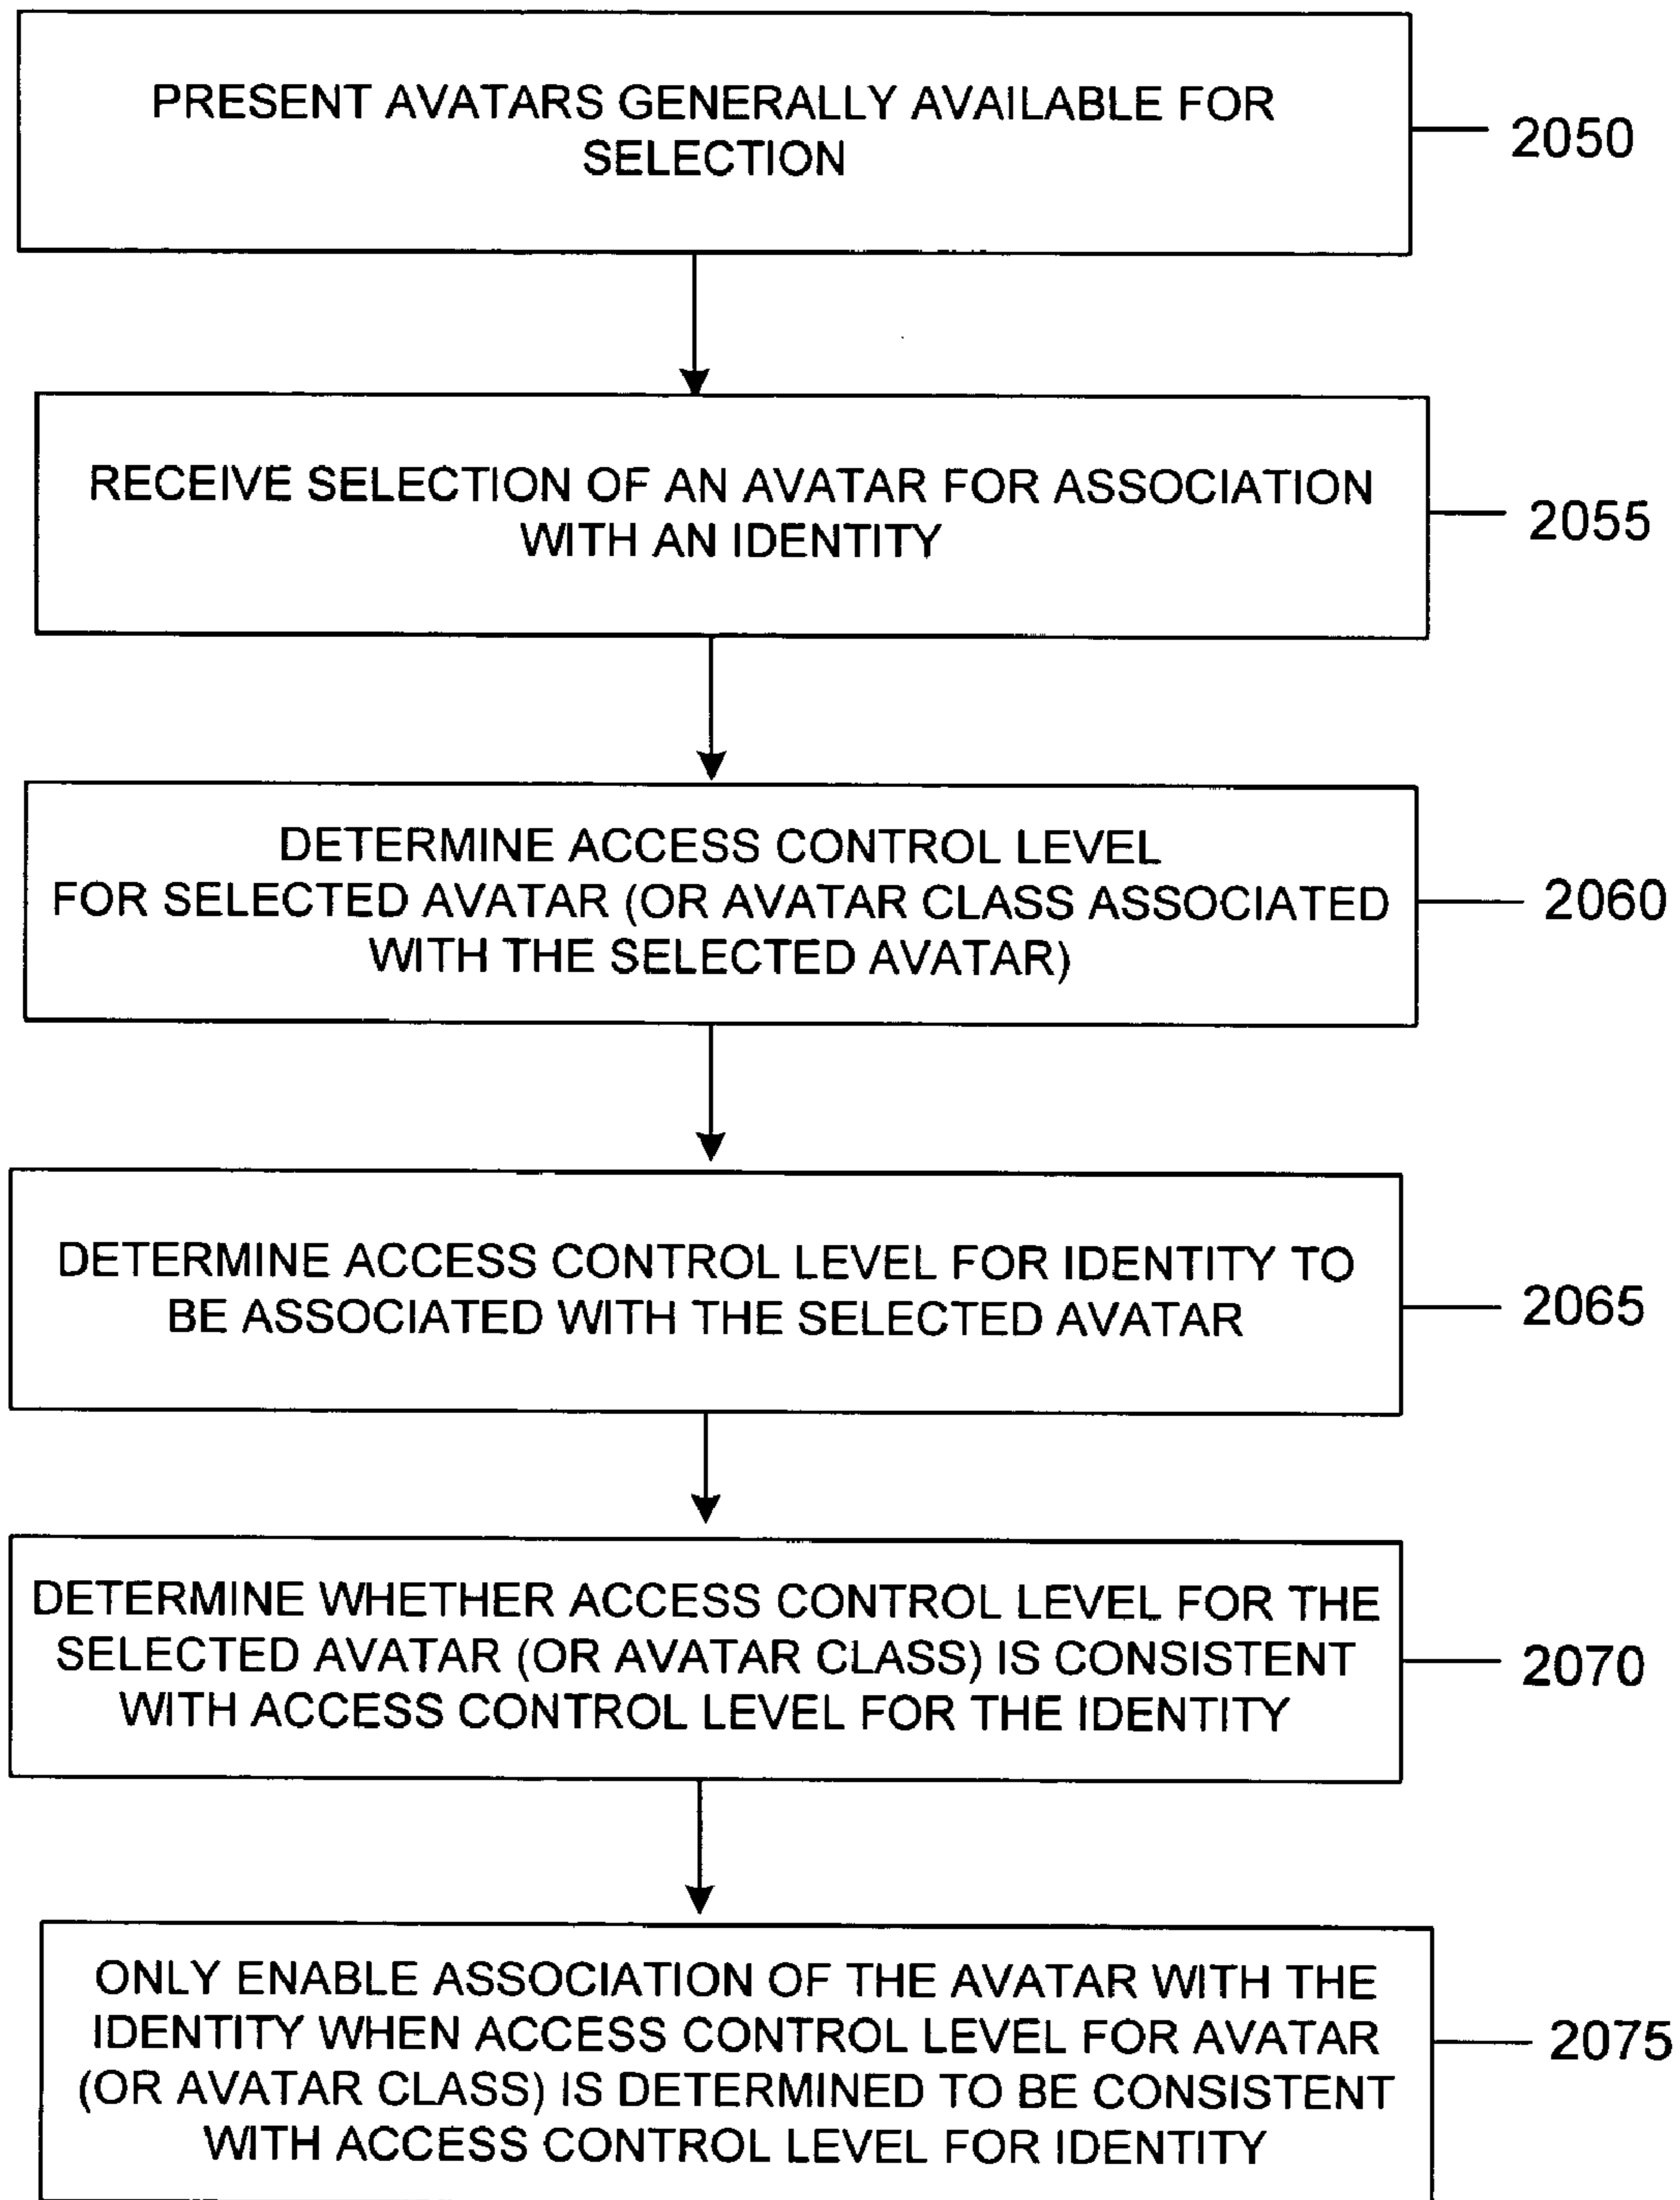 PRESENT AVATARS GENERALLY AVAILABLE FOR
SELECTION
2050
RECEIVE SELECTION OF AN AVATAR FOR ASSOCIATION
WITH AN IDENTITY
2055
DETERMINE ACCESS CONTROL LEVEL
FOR SELECTED AVATAR (OR AVATAR CLASS ASSOCIATED
WITH THE SELECTED AVATAR)
2060
DETERMINE ACCESS CONTROL LEVEL FOR IDENTITY TO
BE ASSOCIATED WITH THE SELECTED AVATAR
2065
DETERMINE WHETHER ACCESS CONTROL LEVEL FOR THE
SELECTED AVATAR (OR AVATAR CLASS) IS CONSISTENT
WITH ACCESS CONTROL LEVEL FOR THE IDENTITY
2070
ONLY ENABLE ASSOCIATION OF THE AVATAR WITH THE
IDENTITY WHEN ACCESS CONTROL LEVEL FOR AVATAR
(OR AVATAR CLASS) IS DETERMINED TO BE CONSISTENT
WITH ACCESS CONTROL LEVEL FOR IDENTITY
2075